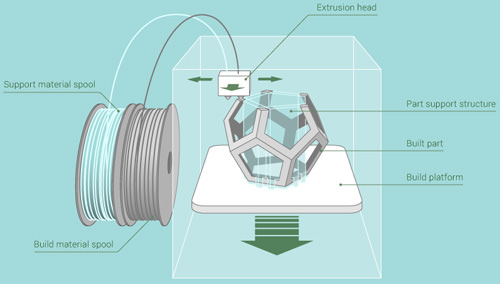 Extrusion head
Support material spool
Part support structure
Built part
Build platform
Build material spool